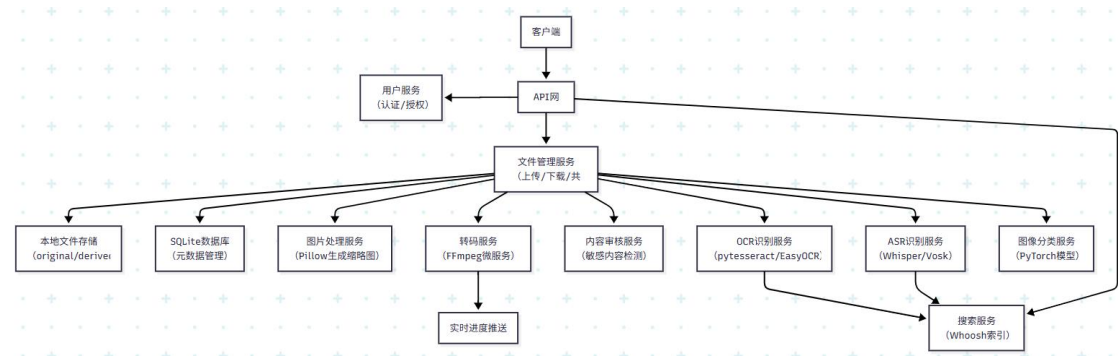 客户端
用户服务
（认证/授权）
API网
文件管理服务
（上传/下载/共
本地文件存储
（original/derive
SQLite数据库
（元数据管理）
图片处理服务
（Pillow生成缩略图）
转码服务
（FFmpeg微服务）
内容审核服务
（敏感内容检测）
OCR识别服务
（pytesseract/EasyOCR）
ASR识别服务
（Whisper/Vosk）
图像分类服务
（PyTorch模型）
实时进度推送
搜索服务
（Whoosh索引）